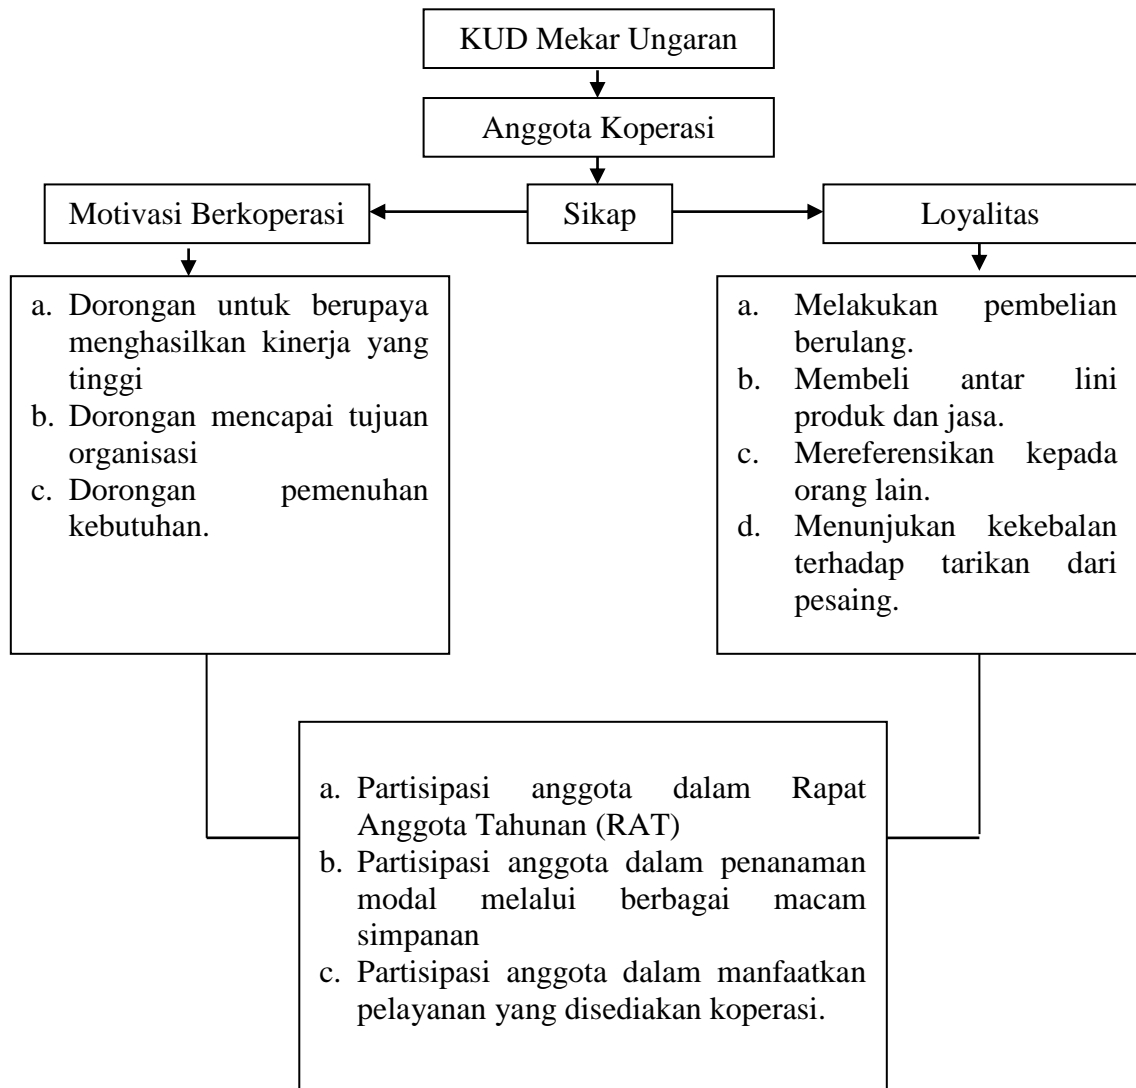 KUD Mekar Ungaran
Anggota Koperasi
Motivasi Berkoperasi
Sikap
Loyalitas
a. Dorongan untuk berupaya
menghasilkan kinerja yang
tinggi
b. Dorongan mencapai tujuan
organisasi
c. Dorongan pemenuhan
kebutuhan.
a. Melakukan pembelian
berulang.
b. Membeli antar lini
produk dan jasa.
c. Mereferensikan kepada
orang lain.
d. Menunjukan kekebalan
terhadap tarikan dari
pesaing.
a. Partisipasi anggota dalam Rapat
Anggota Tahunan (RAT)
b. Partisipasi anggota dalam penanaman
modal melalui berbagai macam
simpanan
c. Partisipasi anggota dalam manfaatkan
pelayanan yang disediakan koperasi.